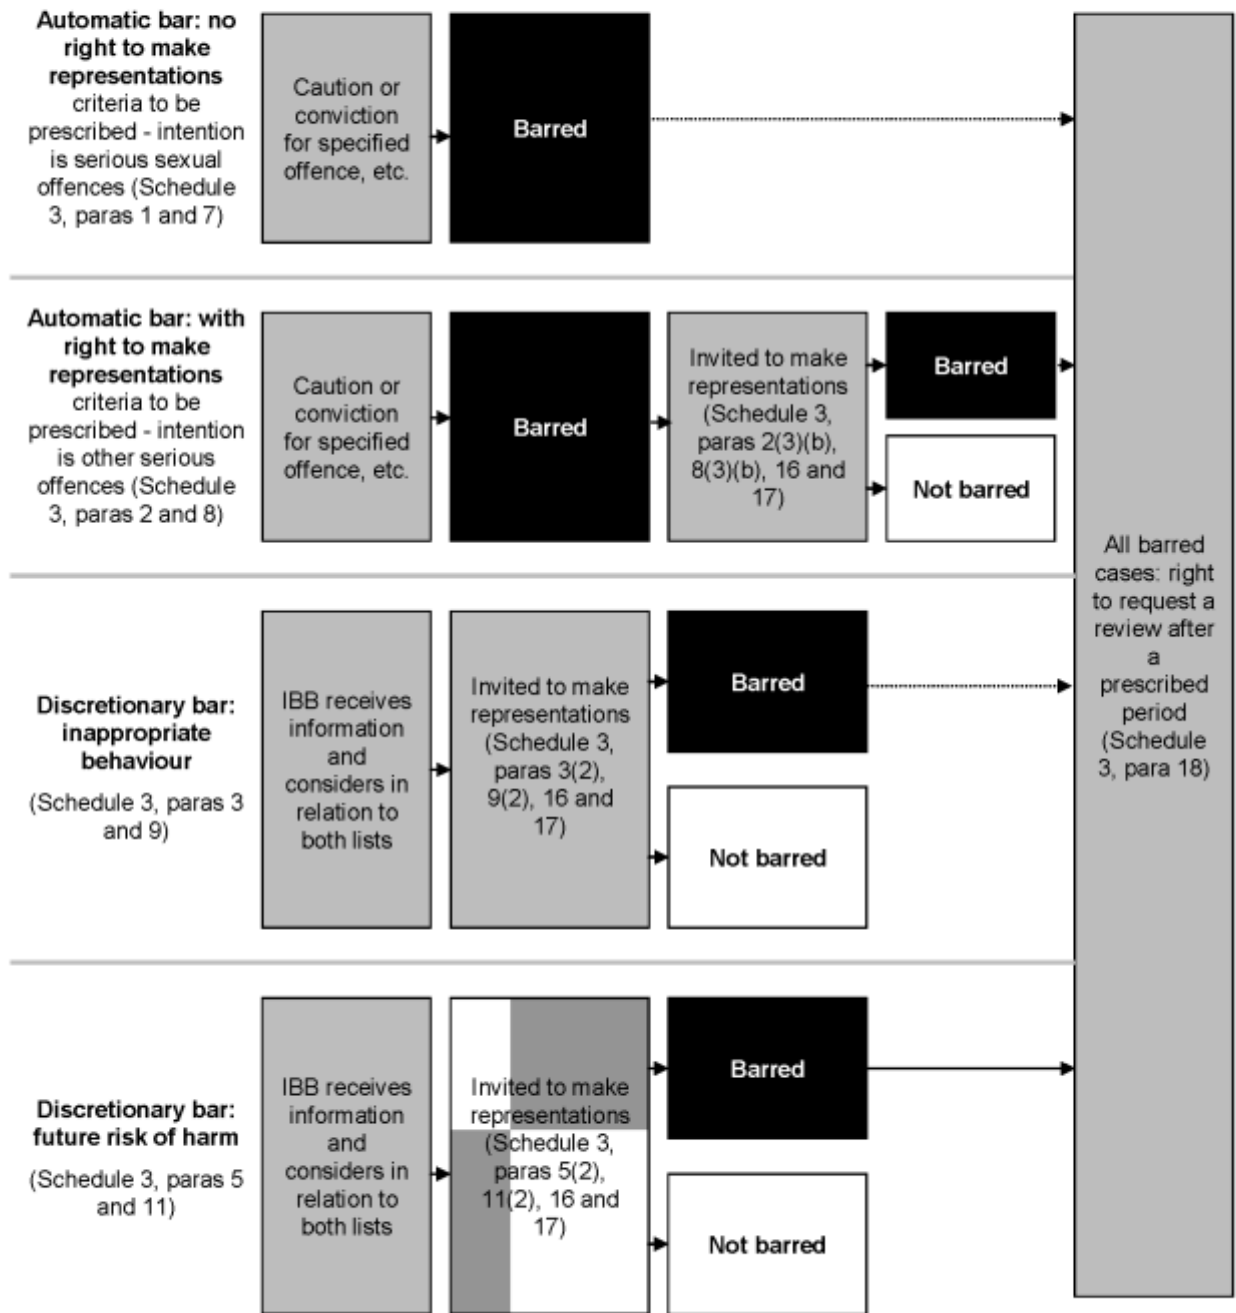 Automatic bar: no
right to make
representations
criteria to be
prescribed - intention
is serious sexual
offences (Schedule
3, paras 1 and 7)
Caution or
conviction
for specified
offence, etc.
Barred
Automatic bar: with
right to make
representations
criteria to be
prescribed - intention
is other serious
offences (Schedule
3, paras 2 and 8)
Caution or
conviction
for specified
offence, etc.
Barred
Invited to make
representations
(Schedule 3,
paras 2(3)(b),
8(3)(b), 16 and
17)
Barred
Not barred
Discretionary bar:
inappropriate
behaviour
(Schedule 3, paras 3
and 9)
IBB receives
information
and
considers in
relation to
both lists
Invited to make
representations
(Schedule 3,
paras 3(2),
9(2), 16 and
17)
Barred
Not barred
Discretionary bar:
future risk of harm
(Schedule 3, paras 5
and 11)
IBB receives
information
and
considers in
relation to
both lists
Invited to make
representations
(Schedule 3,
paras 5(2),
11(2), 16 and
17)
Barred
Not barred
All barred
cases: right
to request a
review after
a
prescribed
period
(Schedule
3, para 18)